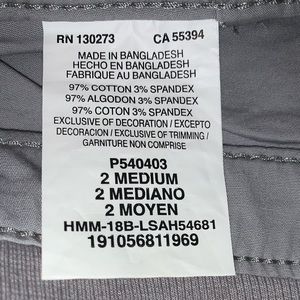 RN 130273 CA 55394
MADE IN BANGLADESH
HECHO EN BANGLADESH
FABRIQUE AU BANGLADESH
97% COTTON 3% SPANDEX
97% ALGODON 3% SPANDEX
97% COTON 3% SPANDEX
EXCLUSIVE OF DECORATION / EXCEPTO
DECORACION / EXCLUSIVE OF TRIMMING /
GARNITURE NON COMPRISE
P540403
2 MEDIUM
2 MEDIANO
2 MOYEN
HMM-18B-LSAH54681
191056811969